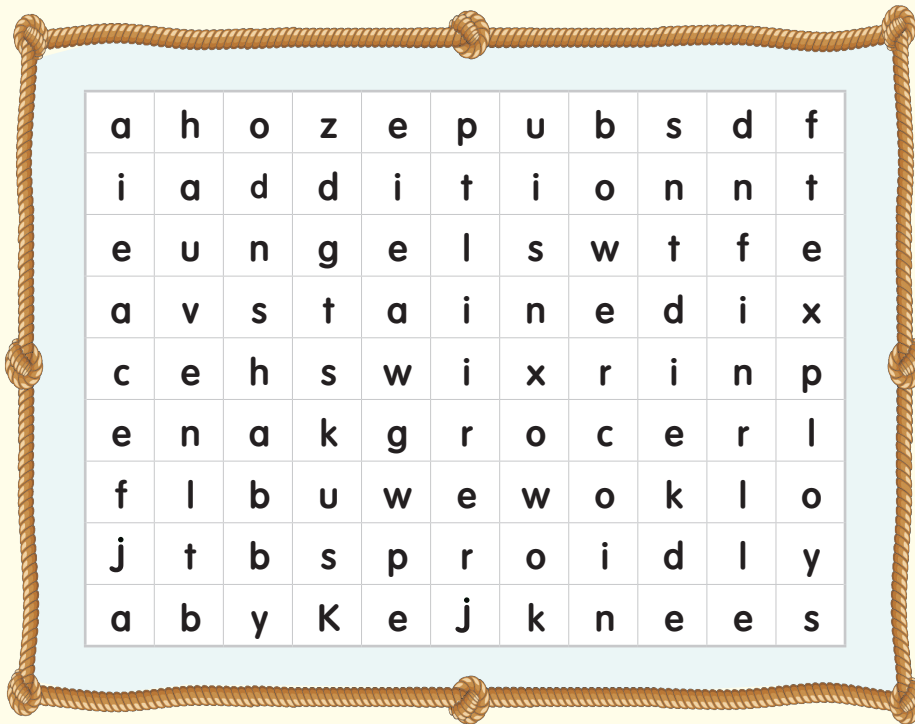 a h o z e p u b s d f
i a d d i t i o n n t
e u n g e l s w t f e
a v s t a i n e d i x
c e h s w i x r i n p
e n a k g r o c e r l
f l b u w e w o k l o
j t b s p r o i d l y
a b y K e j k n e e s